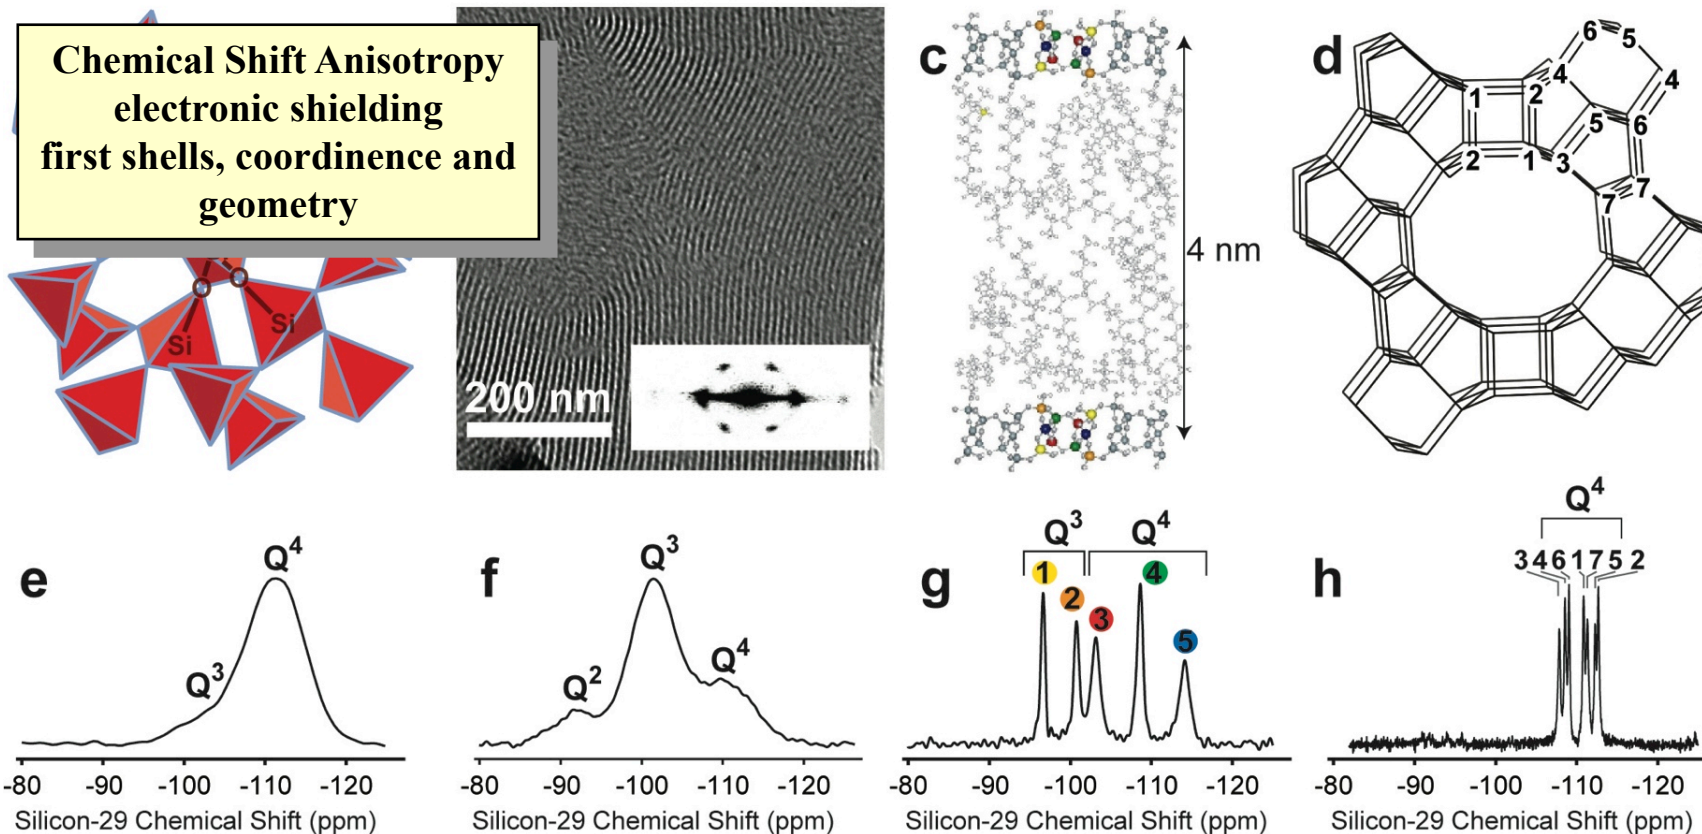 Chemical Shift Anisotropy
electronic shielding
first shells, coordinence and
geometry
O O
Si
Si
200 nm
c
4 nm
d
6 5
4 4
1 2
5 6
2 1 3
7
7
e
Q4
Q3
-80 -90 -100 -110 -120
Silicon-29 Chemical Shift (ppm)
f
Q3
Q4
Q2
-80 -90 -100 -110 -120
Silicon-29 Chemical Shift (ppm)
g
Q3 Q4
1 2 3 4 5
-80 -90 -100 -110 -120
Silicon-29 Chemical Shift (ppm)
h
Q4
3 4 6 1 7 5 2
-80 -90 -100 -110 -120
Silicon-29 Chemical Shift (ppm)